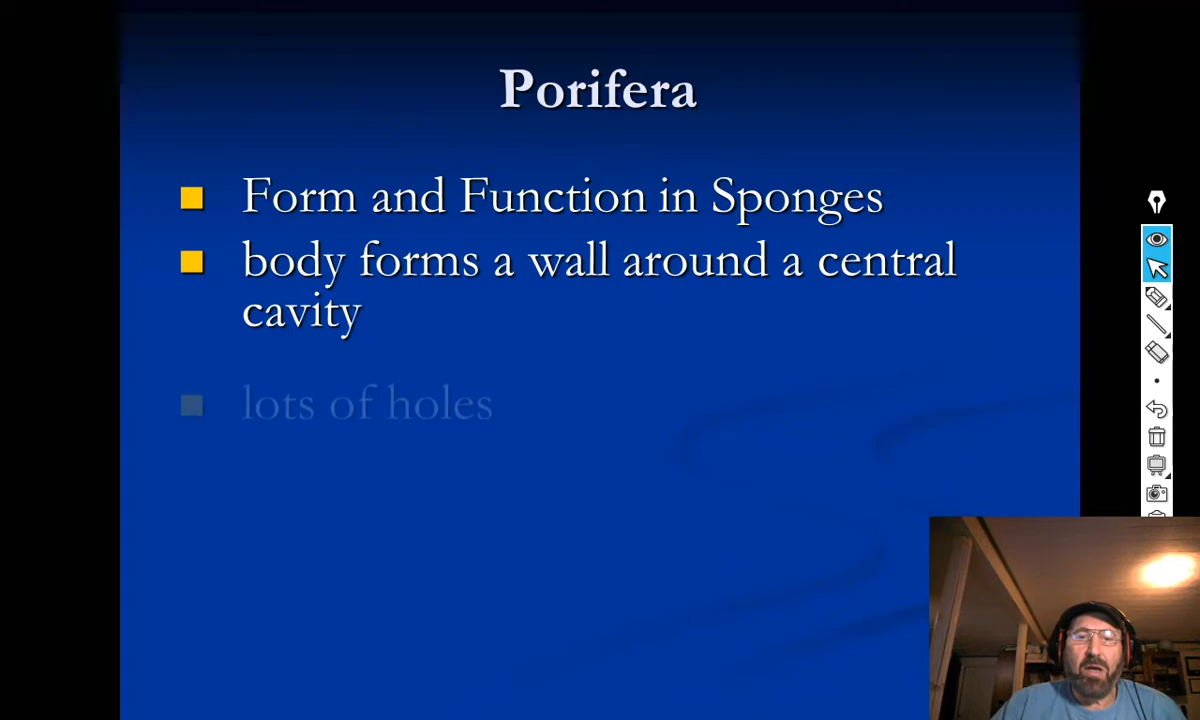 Porifera
Form and Function in Sponges
body forms a wall around a central
cavity
lots of holes